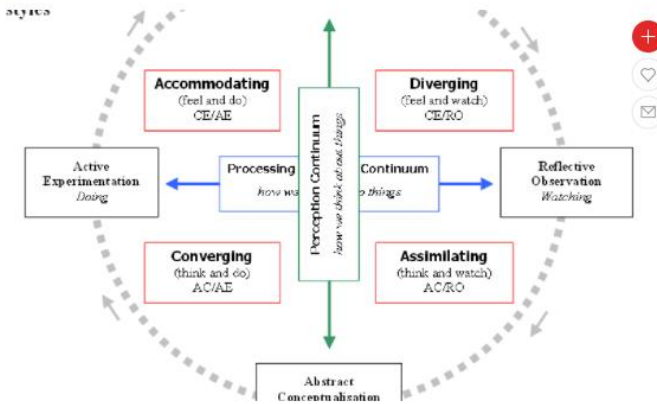 styles
Accommodating
(feel and do)
CE/AE
Diverging
(feel and watch)
CE/RO
Perception Continuum
how we think about things
Active
Experimentation
Doing
Processing Continuum
how we things
Reflective
Observation
Watching
Converging
(think and do)
AC/AE
Assimilating
(think and watch)
AC/RO
Abstract
Conceptualisation